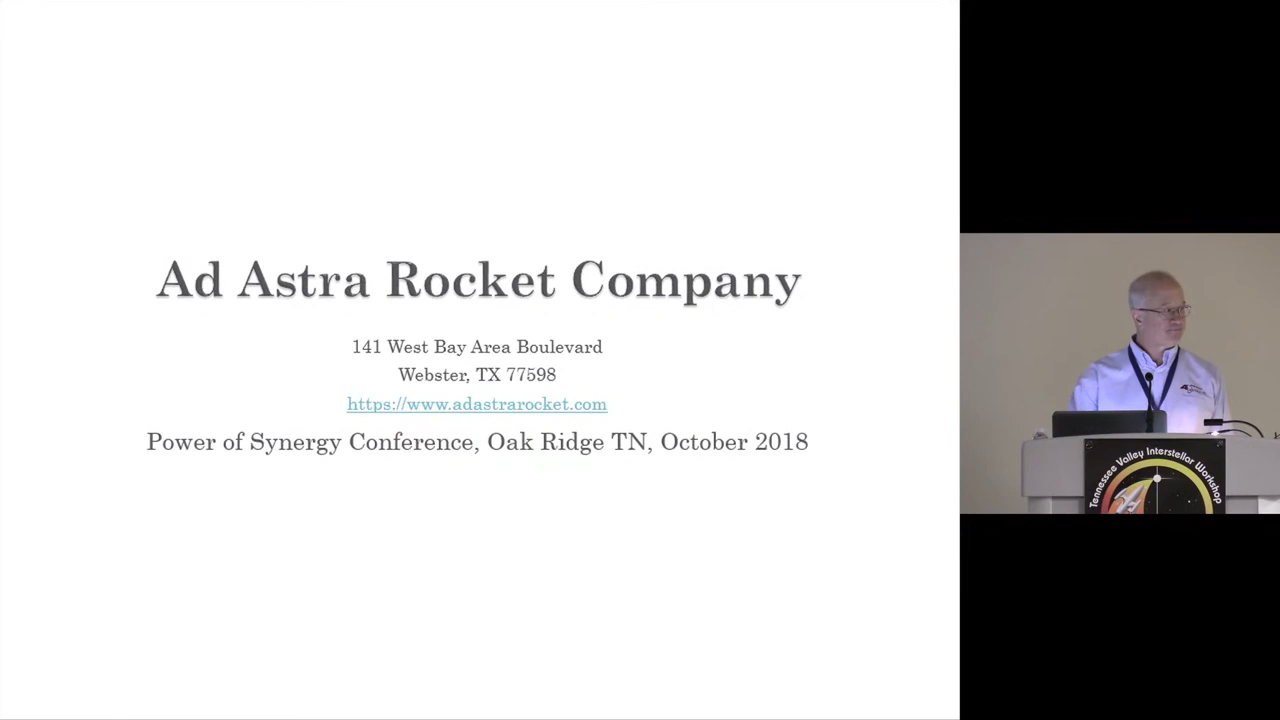 Ad Astra Rocket Company
141 West Bay Area Boulevard
Webster, TX 77598
https://www.adastrarocket.com
Power of Synergy Conference, Oak Ridge TN, October 2018
Tennessee Valley Interstellar Workshop